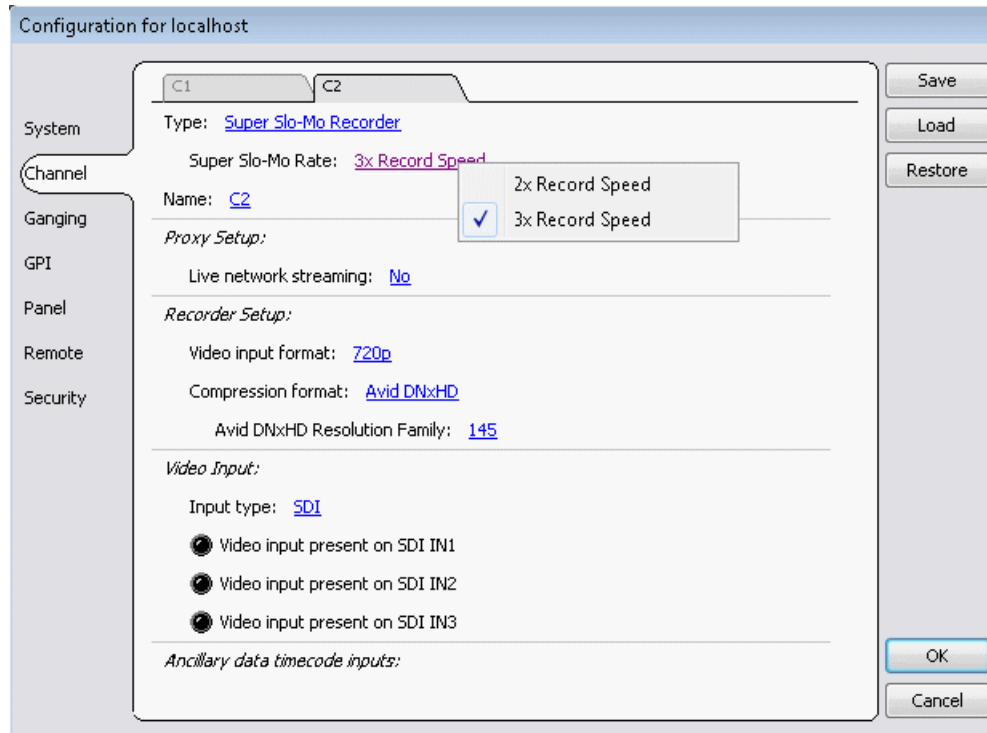 Configuration for localhost
C1
C2
Save
Load
Restore
System
Channel
Ganging
GPI
Panel
Remote
Security
Type: Super Slo-Mo Recorder
Super Slo-Mo Rate: 3x Record Speed
2x Record Speed
3x Record Speed
Name: C2
Proxy Setup:
Live network streaming: No
Recorder Setup:
Video input format: 720p
Compression format: Avid DNxHD
Avid DNxHD Resolution Family: 145
Video Input:
Input type: SDI
Video input present on SDI IN1
Video input present on SDI IN2
Video input present on SDI IN3
Ancillary data timecode inputs:
OK
Cancel